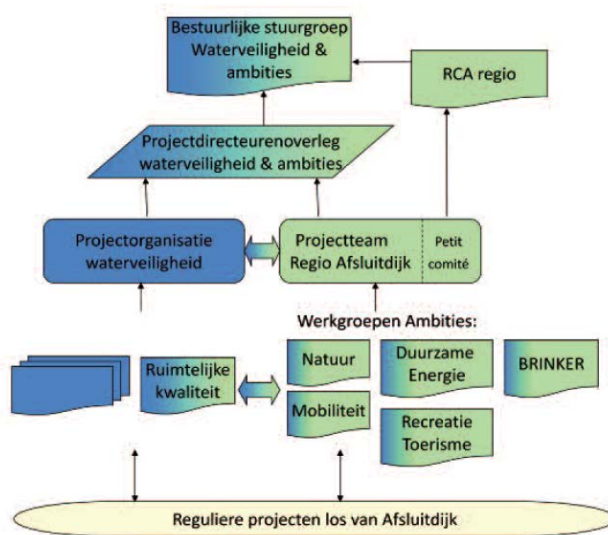 Bestuurlijke stuurgroep
Waterveiligheid &
ambities
RCA regio
Projectdirecteurenoverleg
waterveiligheid & ambities
Projectorganisatie
waterveiligheid
Projectteam
Regio Afsluitdijk
Petit
comité
Werkgroepen Ambities:
Ruimtelijke
kwaliteit
Natuur
Duurzame
Energie
BRINKER
Mobiliteit
Recreatie
Toerisme
Reguliere projecten los van Afsluitdijk